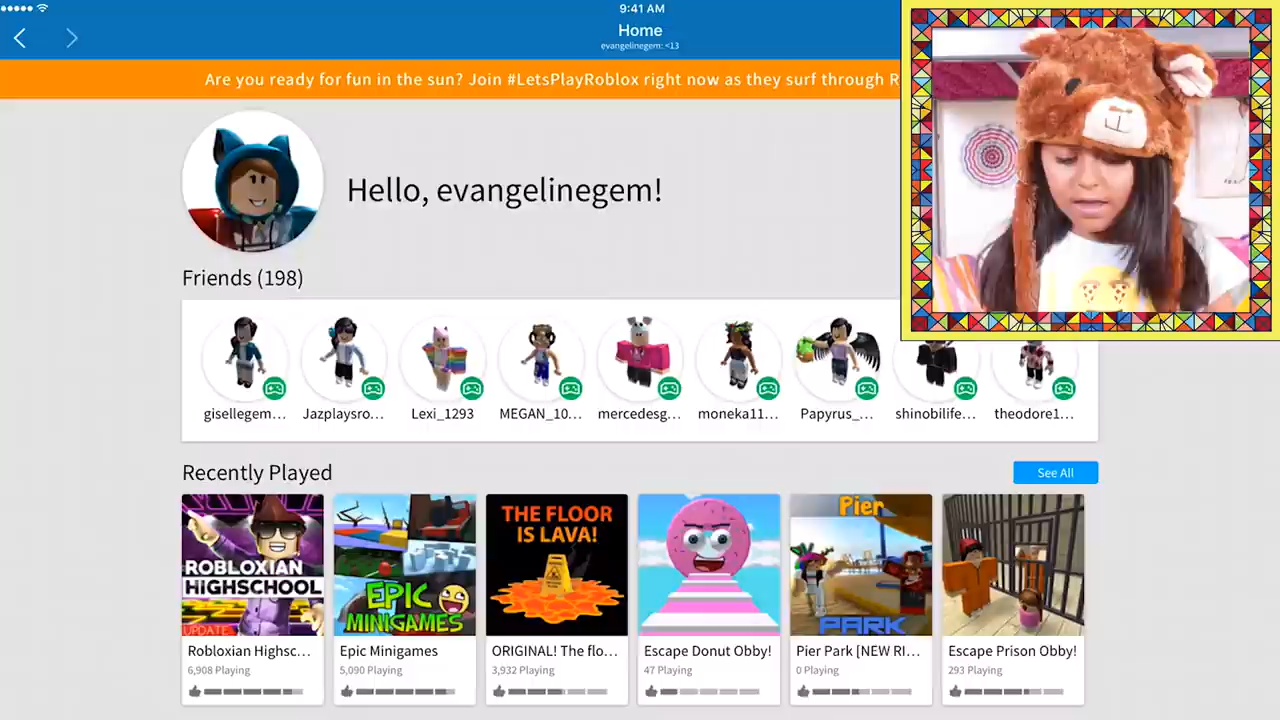 9:41 AM
Home
evangelinegem: <13
Are you ready for fun in the sun? Join #LetsPlayRoblox right now as they surf through R
Hello, evangelinegem!
Friends (198)
gisellegem...
Jazplaysro...
Lexi_1293
MEGAN_10...
mercedesg...
moneka11...
Papyrus_...
shinobilife...
theodore1...
Recently Played
See All
ROBLOXIAN
HIGHSCHOOL
UPDATE
EPIC
MINIGAMES
THE FLOOR
IS LAVA!
Pier
PARK
Robloxian Highsc...
6,908 Playing
Epic Minigames
5,090 Playing
ORIGINAL! The flo...
3,932 Playing
Escape Donut Obby!
47 Playing
Pier Park [NEW RI...
0 Playing
Escape Prison Obby!
293 Playing